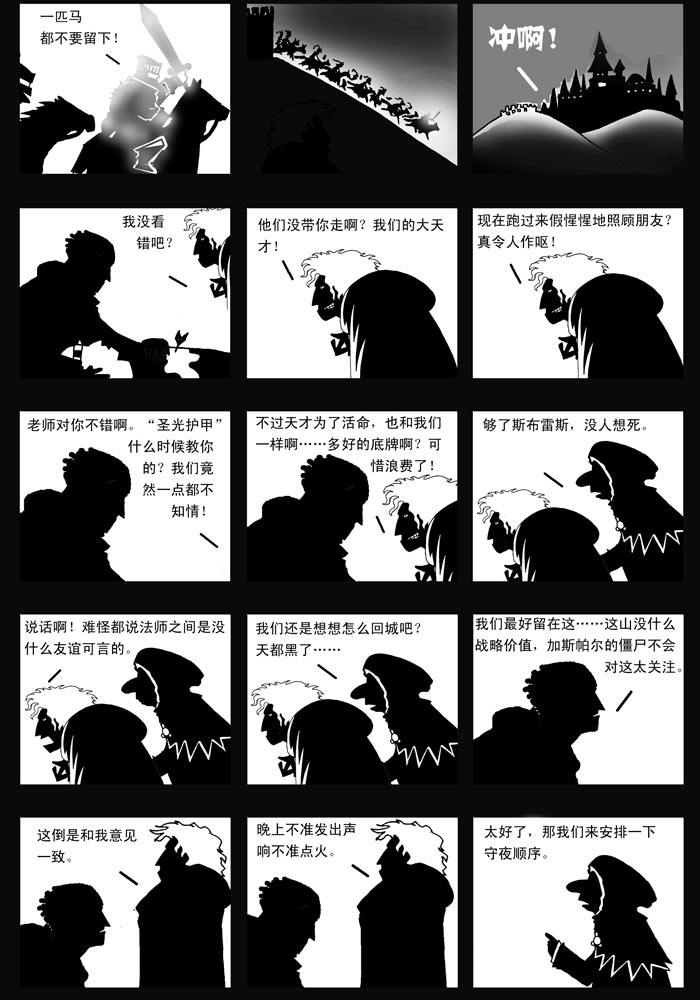 一匹马
都不要留下！
冲啊！
我没看
错吧？
他们没带你走啊？我们的大天
才！
现在跑过来假惺惺地照顾朋友？
真令人作呕！
老师对你不错啊。“圣光护甲”
什么时候教你
的？我们竟
然一点都不
知情！
不过天才为了活命，也和我们
一样啊……多好的底牌啊？可
惜浪费了！
够了斯布雷斯，没人想死。
说话啊！难怪都说法师之间是没
什么友谊可言的。
我们还是想想怎么回城吧？
天都黑了……
我们最好留在这……这山没什么
战略价值，加斯帕尔的僵尸不会
对这太关注。
这倒是和我意见
一致。
晚上不准发出声
响不准点火。
太好了，那我们来安排一下
守夜顺序。